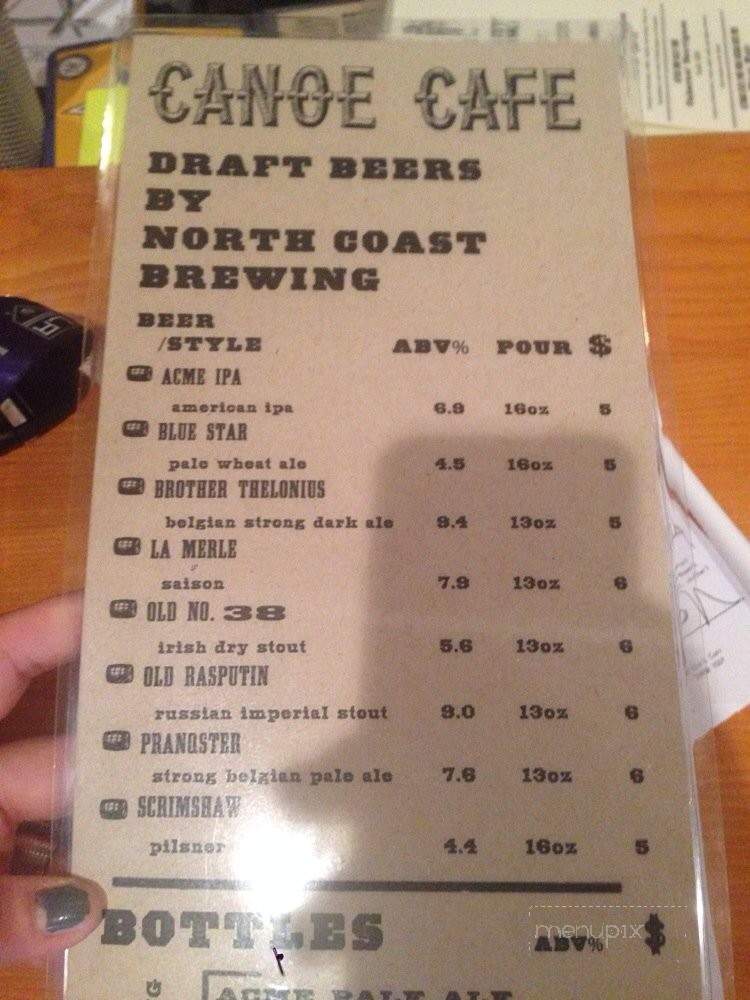 CANOE CAFE
DRAFT BEERS
BY
NORTH COAST
BREWING
BEER
/STYLE ABV% POUR $
ACME IPA
american ipa 6.9 16oz 5
BLUE STAR
pale wheat ale 4.5 16oz 5
BROTHER THELONIUS
belgian strong dark ale 9.4 13oz 5
LA MERLE
saison 7.9 13oz 6
OLD NO. 38
irish dry stout 5.6 13oz 6
OLD RASPUTIN
russian imperial stout 9.0 13oz 6
PRANQSTER
strong belgian pale ale 7.6 13oz 6
SCRIMSHAW
pilsner 4.4 16oz 5
BOTTLES ABV% $
menupix
ACME PALE ALE